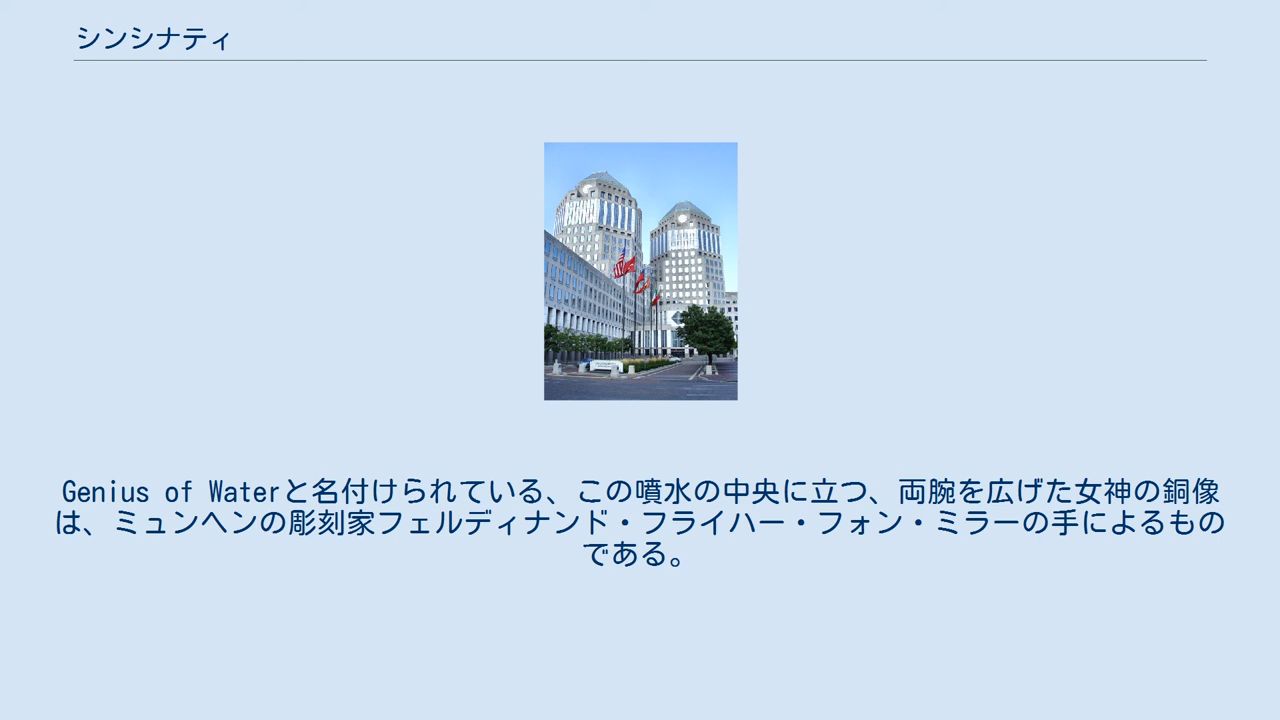 シンシナティ
Genius of Waterと名付けられている、この噴水の中央に立つ、両腕を広げた女神の銅像
は、ミュンヘンの彫刻家フェルディナンド・フライハー・フォン・ミラーの手によるもの
である。